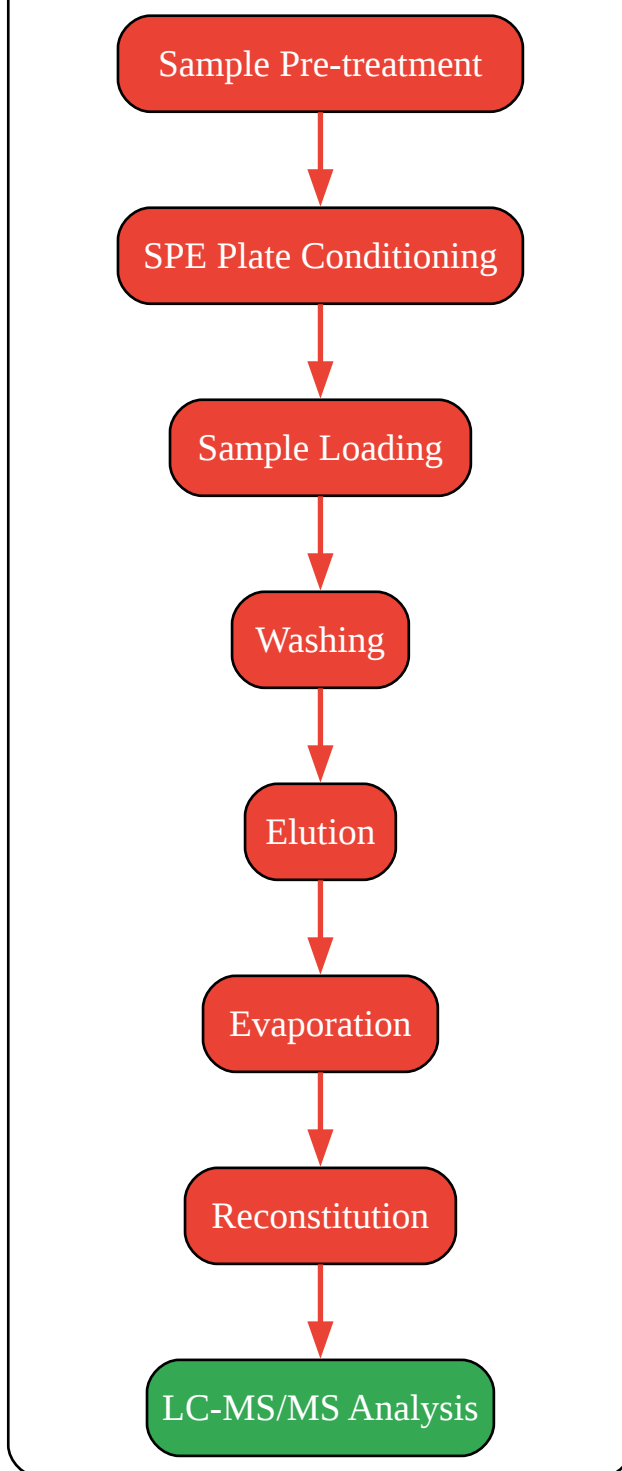 Sample Pre-treatment
SPE Plate Conditioning
Sample Loading
Washing
Elution
Evaporation
Reconstitution
LC-MS/MS Analysis